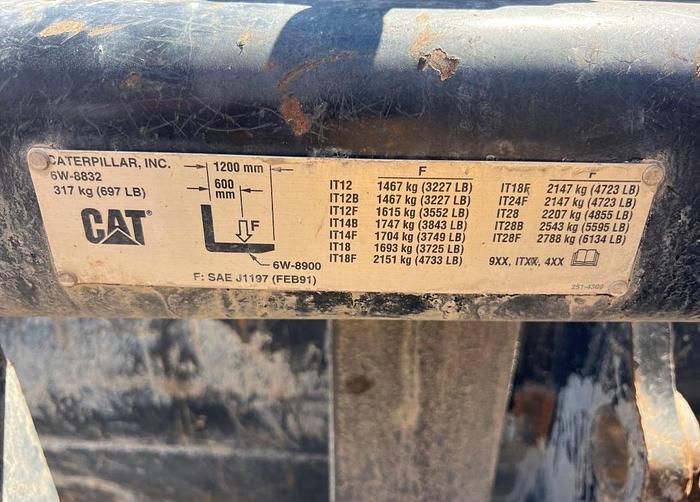 CATERPILLAR, INC.
6W-8832
317 kg (697 LB)
CAT®
1200 mm
600
mm
F
6W-8900
F: SAE J1197 (FEB91)
F
IT12 1467 kg (3227 LB)
IT12B 1467 kg (3227 LB)
IT12F 1615 kg (3552 LB)
IT14B 1747 kg (3843 LB)
IT14F 1704 kg (3749 LB)
IT18 1693 kg (3725 LB)
IT18F 2151 kg (4733 LB)
F
IT18F 2147 kg (4723 LB)
IT24F 2147 kg (4723 LB)
IT28 2207 kg (4855 LB)
IT28B 2543 kg (5595 LB)
IT28F 2788 kg (6134 LB)
9XX, ITXX, 4XX
251-4308